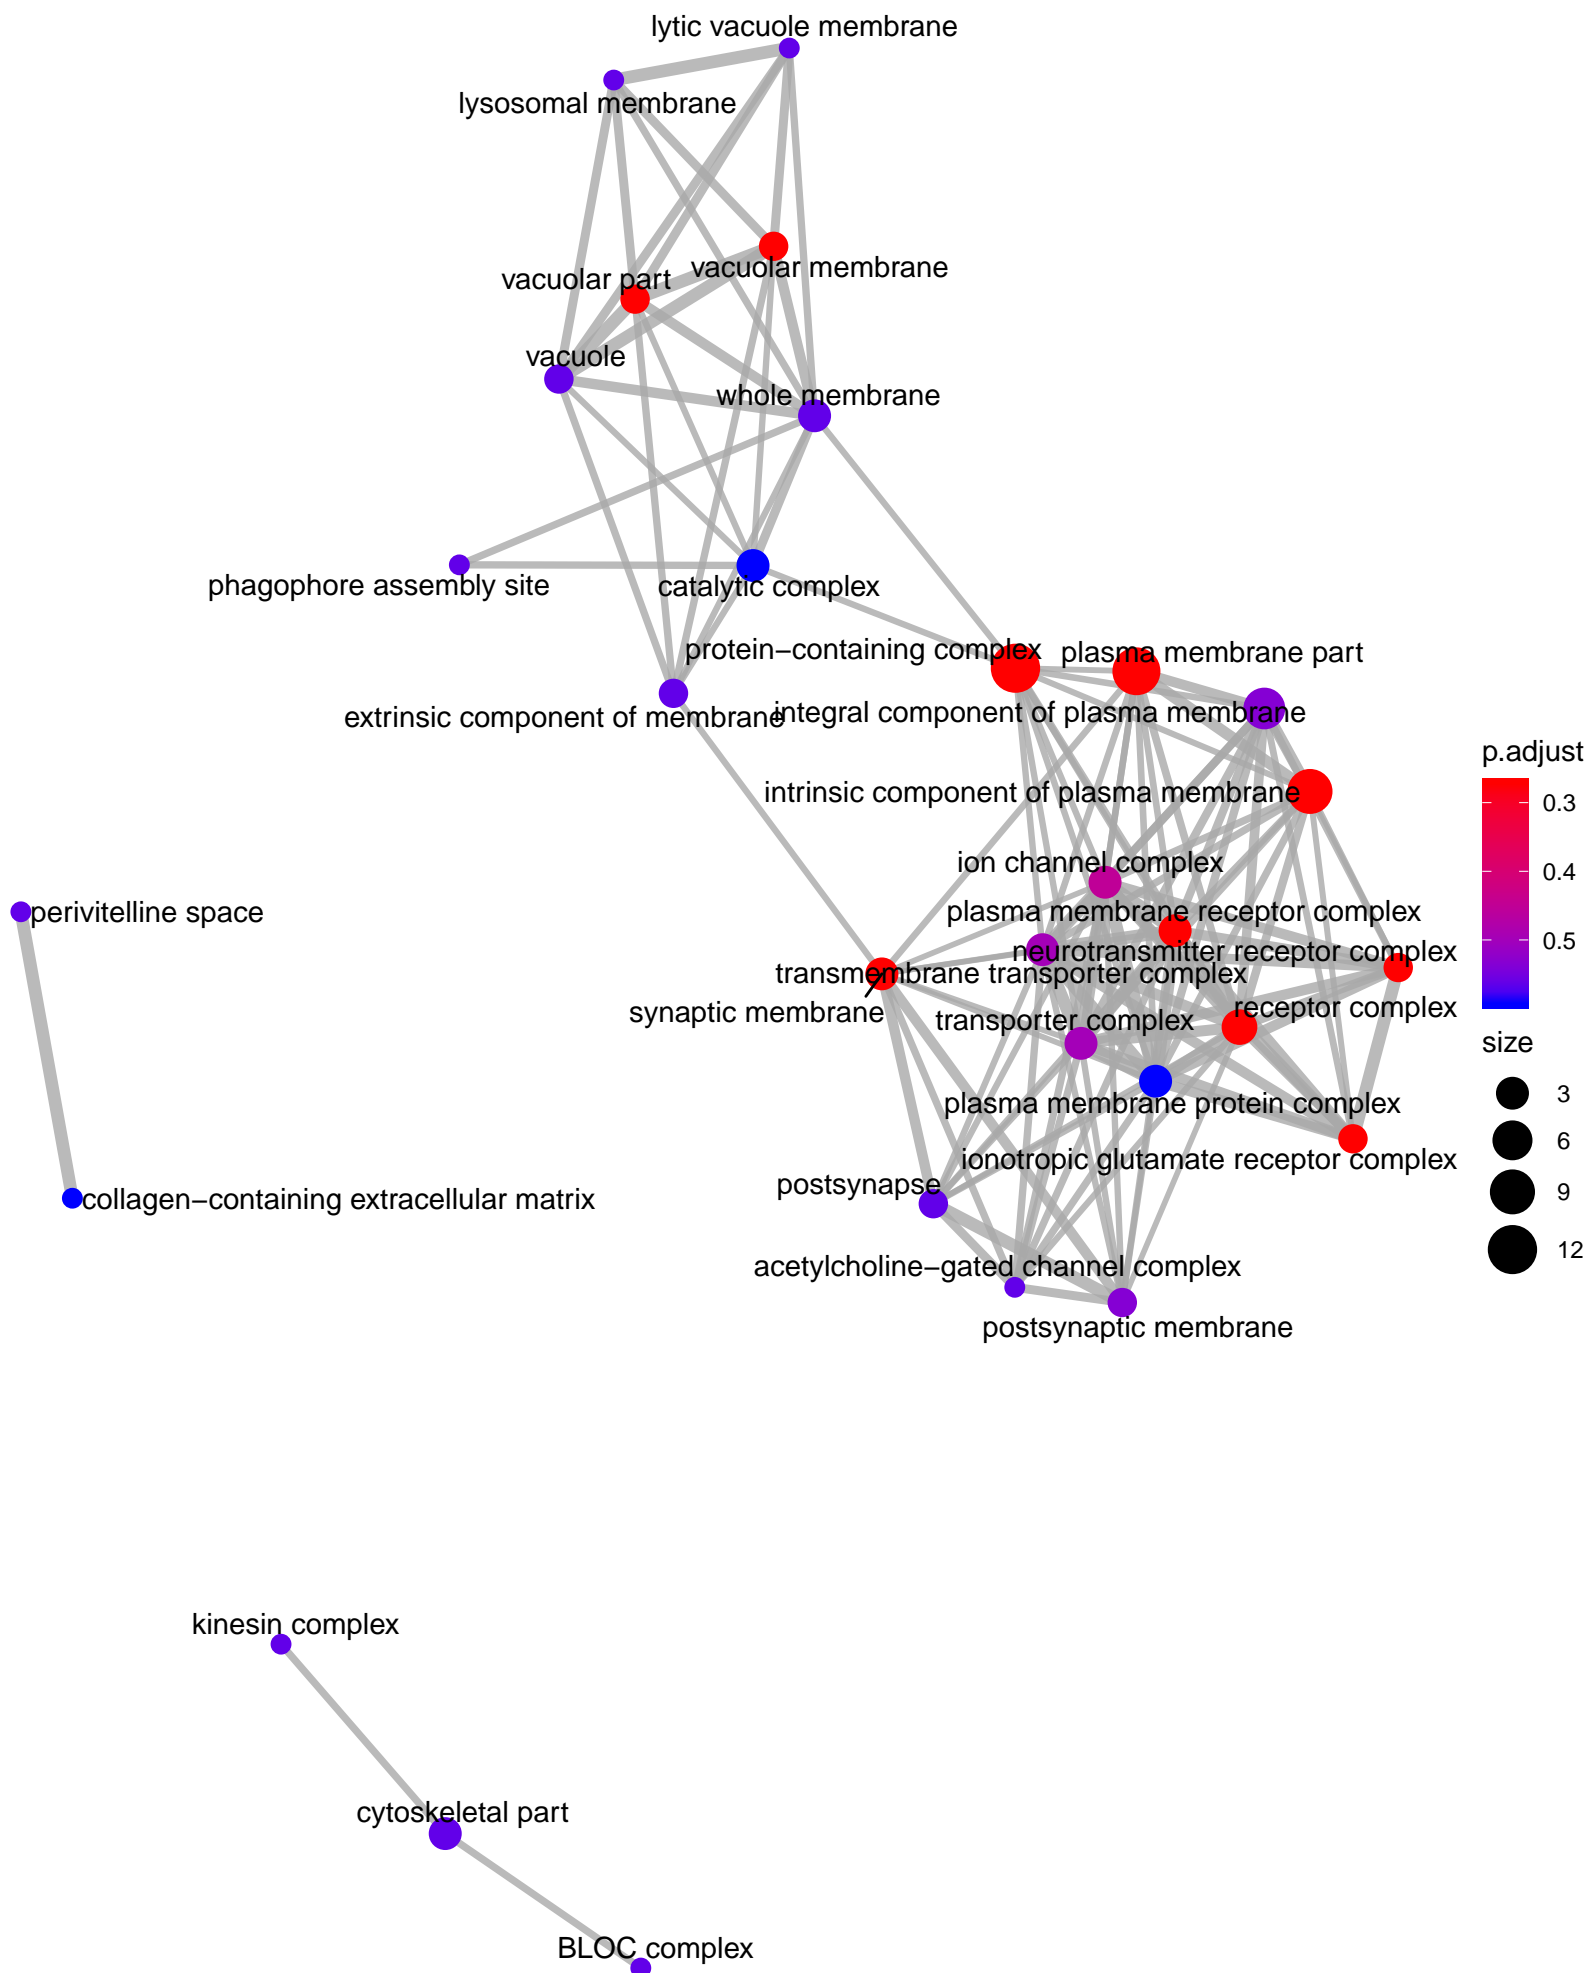 lytic vacuole membrane
lysosomal membrane
vacuolar membrane
vacuolar part
vacuole
whole membrane
phagophore assembly site
catalytic complex
protein−containing complex
plasma membrane part
extrinsic component of membrane
integral component of plasma membrane
intrinsic component of plasma membrane
ion channel complex
plasma membrane receptor complex
neurotransmitter receptor complex
transmembrane transporter complex
synaptic membrane
receptor complex
transporter complex
plasma membrane protein complex
ionotropic glutamate receptor complex
postsynapse
acetylcholine−gated channel complex
postsynaptic membrane
perivitelline space
collagen−containing extracellular matrix
kinesin complex
cytoskeletal part
BLOC complex
p.adjust
0.3
0.4
0.5
size
3
6
9
12